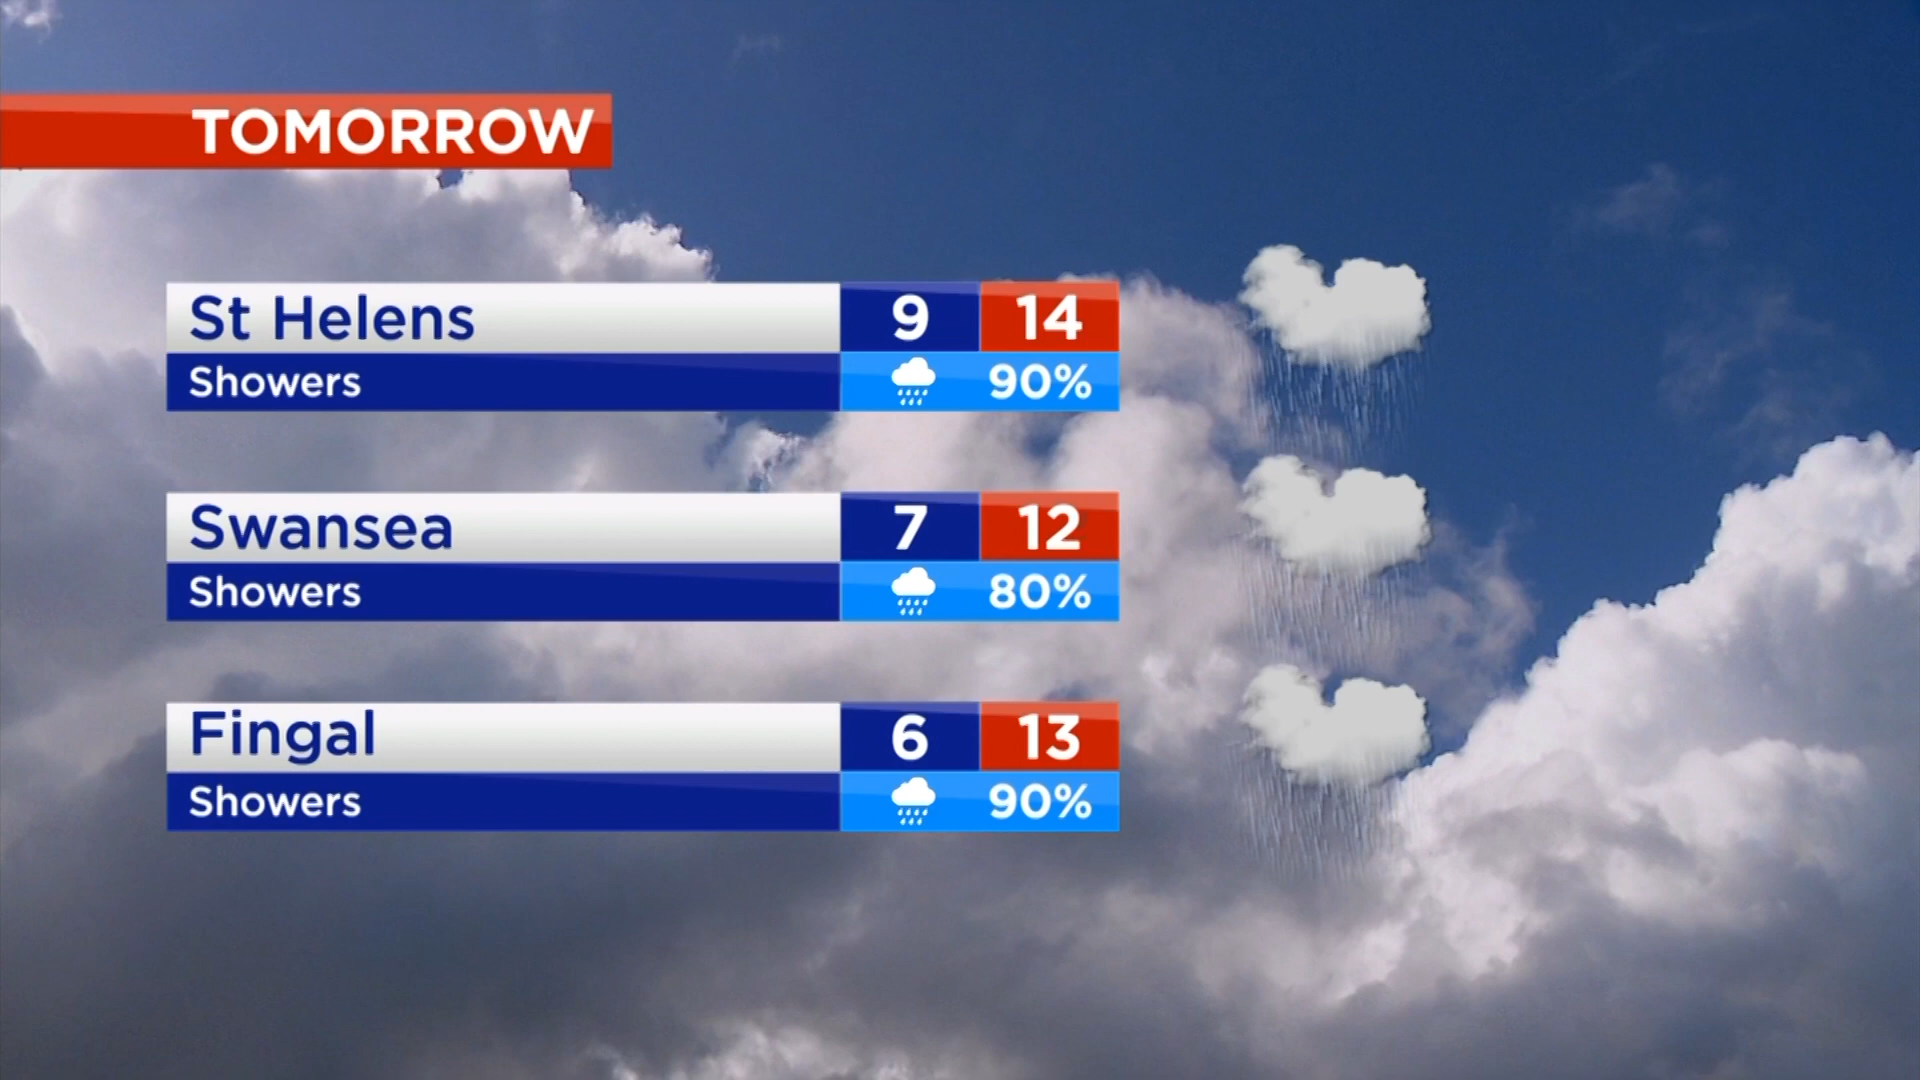 TOMORROW
St Helens 9 14
Showers 90%
Swansea 7 12
Showers 80%
Fingal 6 13
Showers 90%